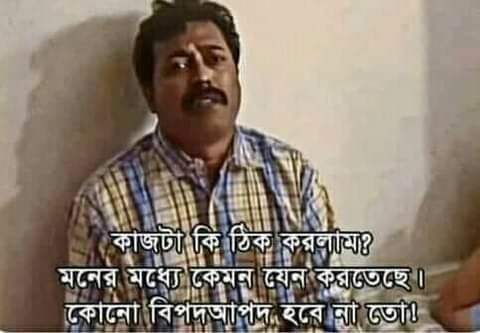 কাজটা কি ঠিক করলাম?
মনের মধ্যে কেমন যেন করতেছে।
কোনো বিপদআপদ হবে না তো!